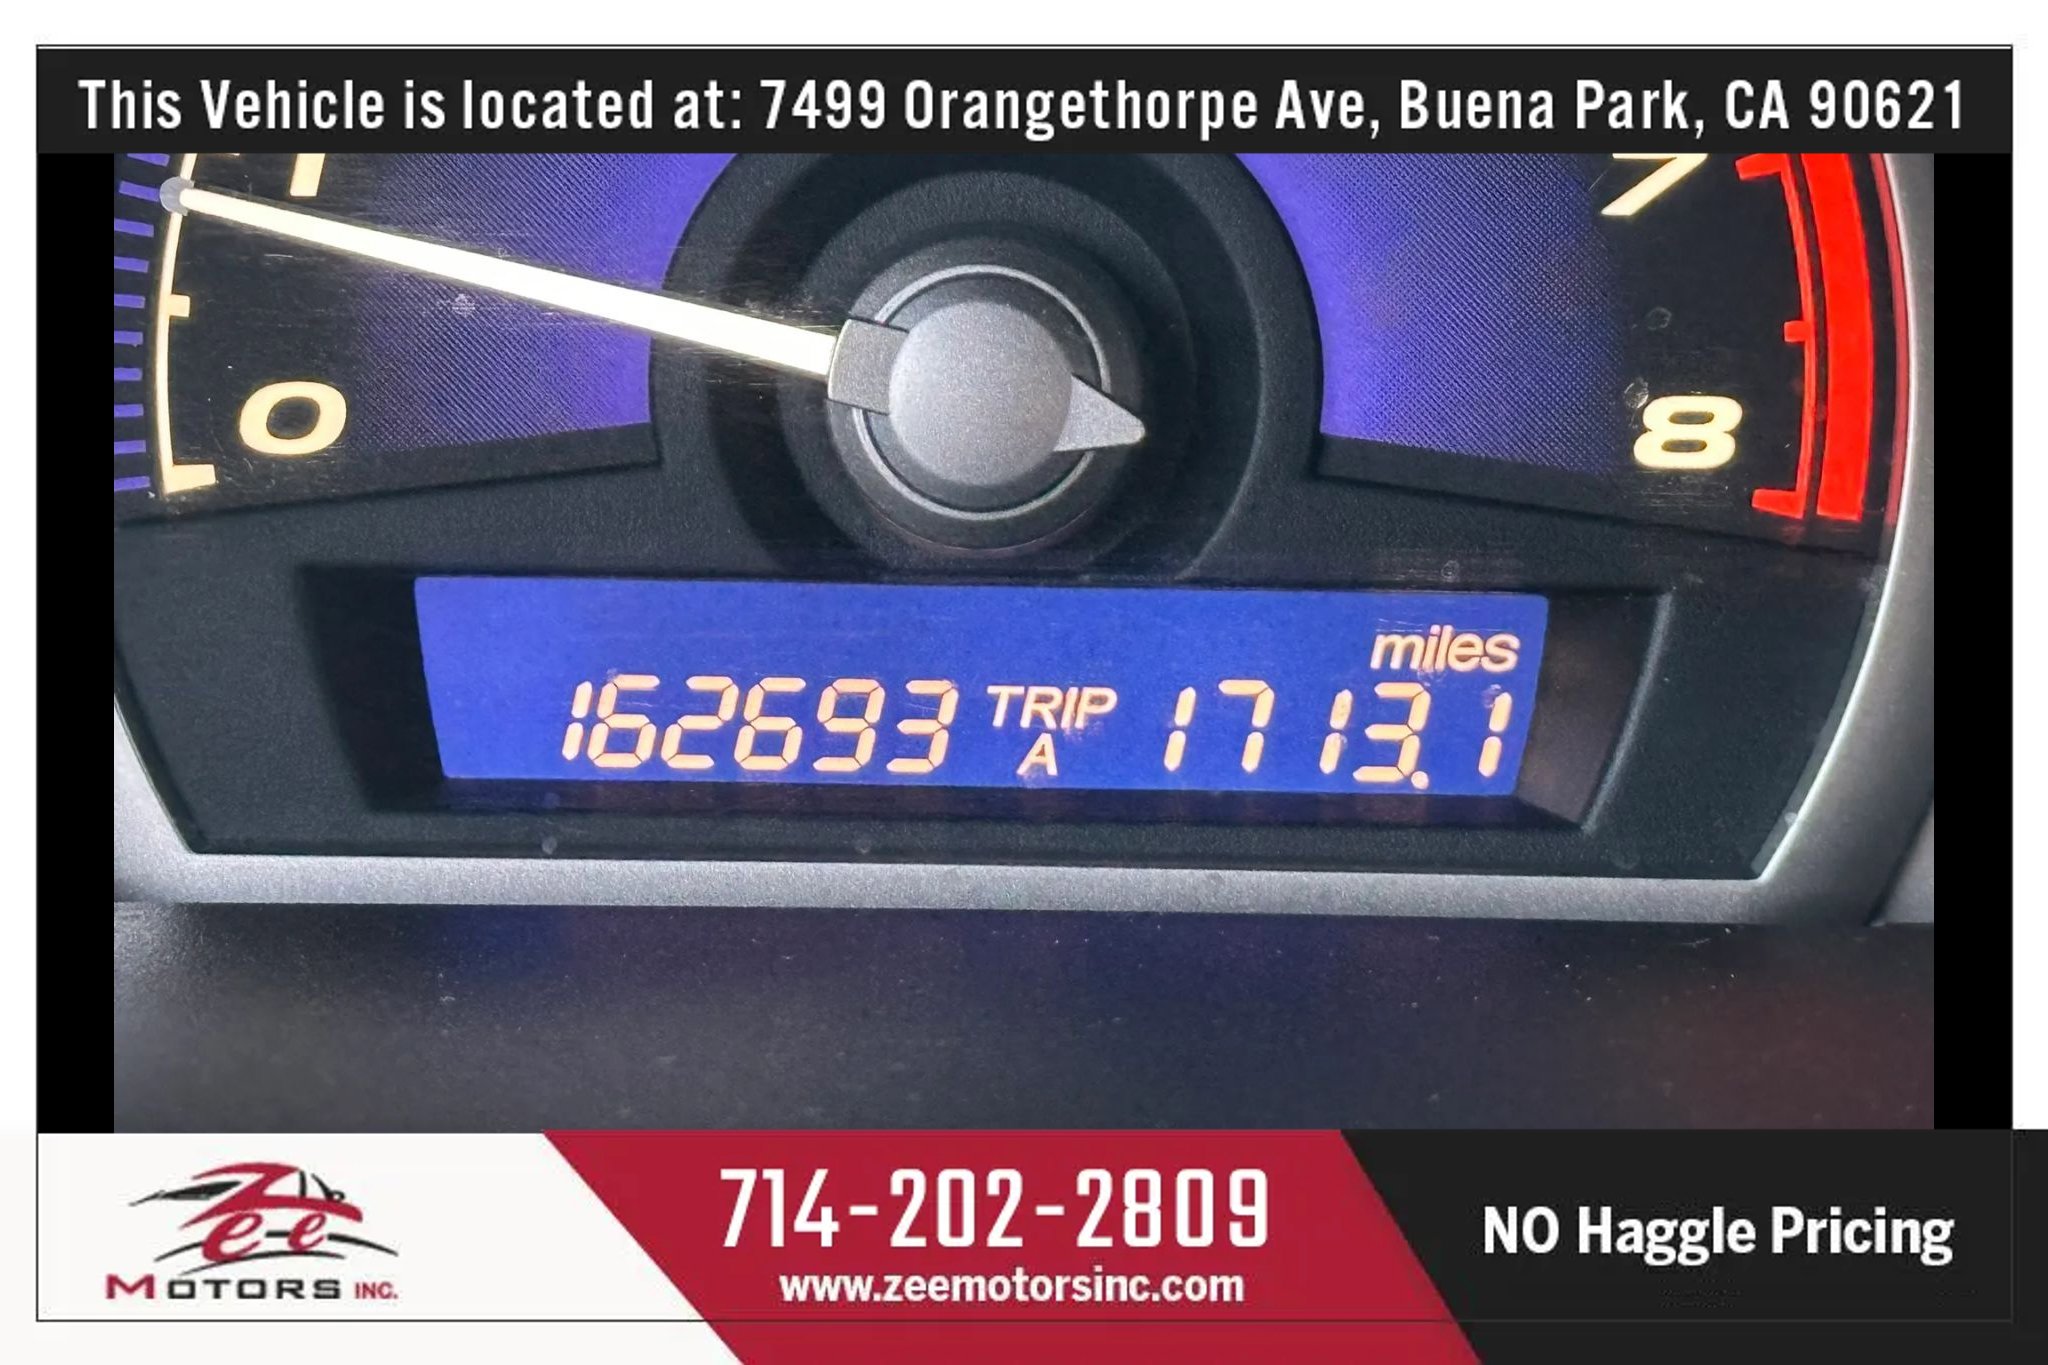 This Vehicle is located at: 7499 Orangethorpe Ave, Buena Park, CA 90621
1
7
0
8
miles
162693 TRIP A 1713.1
Zee
MOTORS INC.
714-202-2809
www.zeemotorsinc.com
NO Haggle Pricing